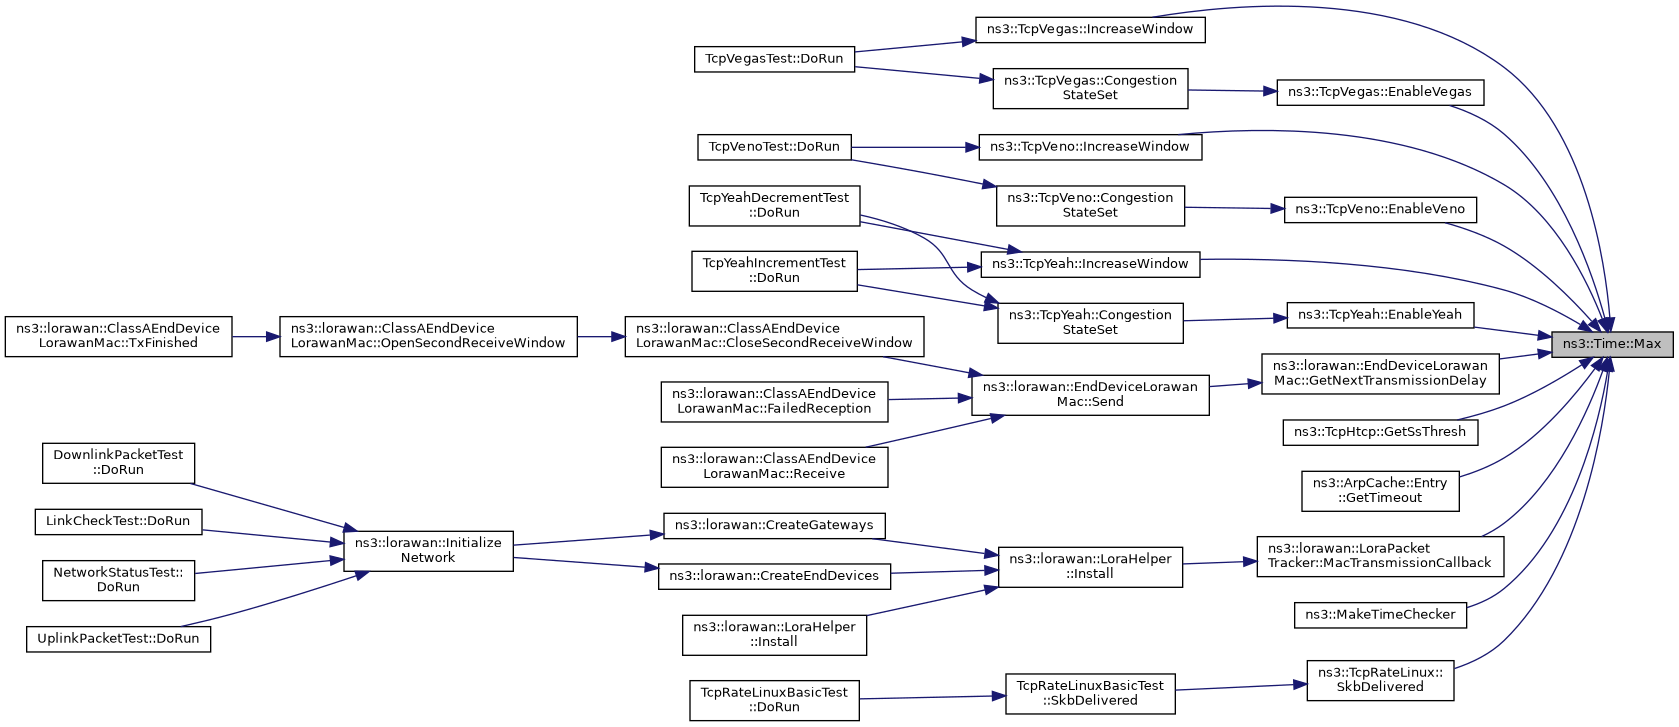 ns3::TcpVegas::IncreaseWindow
TcpVegasTest::DoRun
ns3::TcpVegas::Congestion
StateSet
ns3::TcpVegas::EnableVegas
TcpVenoTest::DoRun
ns3::TcpVeno::IncreaseWindow
TcpYeahDecrementTest
::DoRun
ns3::TcpVeno::Congestion
StateSet
ns3::TcpVeno::EnableVeno
TcpYeahIncrementTest
::DoRun
ns3::TcpYeah::IncreaseWindow
ns3::lorawan::ClassAEndDevice
LorawanMac::TxFinished
ns3::lorawan::ClassAEndDevice
LorawanMac::OpenSecondReceiveWindow
ns3::lorawan::ClassAEndDevice
LorawanMac::CloseSecondReceiveWindow
ns3::TcpYeah::Congestion
StateSet
ns3::TcpYeah::EnableYeah
ns3::Time::Max
ns3::lorawan::ClassAEndDevice
LorawanMac::FailedReception
ns3::lorawan::EndDeviceLorawan
Mac::Send
ns3::lorawan::EndDeviceLorawan
Mac::GetNextTransmissionDelay
ns3::TcpHtcp::GetSsThresh
ns3::lorawan::ClassAEndDevice
LorawanMac::Receive
ns3::ArpCache::Entry
::GetTimeout
DownlinkPacketTest
::DoRun
LinkCheckTest::DoRun
ns3::lorawan::Initialize
Network
ns3::lorawan::CreateGateways
NetworkStatusTest::
DoRun
ns3::lorawan::CreateEndDevices
ns3::lorawan::LoraHelper
::Install
ns3::lorawan::LoraPacket
Tracker::MacTransmissionCallback
UplinkPacketTest::DoRun
ns3::lorawan::LoraHelper
::Install
ns3::MakeTimeChecker
TcpRateLinuxBasicTest
::DoRun
TcpRateLinuxBasicTest
::SkbDelivered
ns3::TcpRateLinux::
SkbDelivered